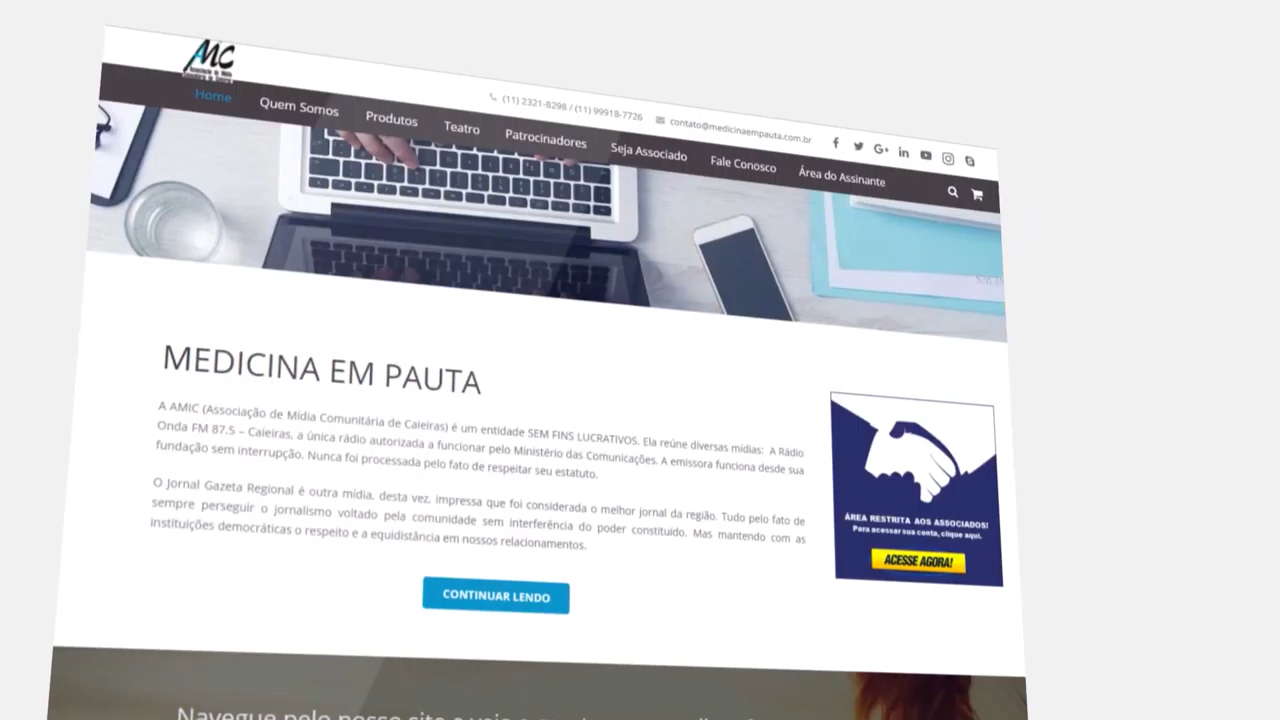 AMiC
(11) 2321-8298 / (11) 99918-7726
contato@medicinaempauta.com.br
Home Quem Somos Produtos Teatro Patrocinadores Seja Associado Fale Conosco Área do Assinante
MEDICINA EM PAUTA
A AMIC (Associação de Mídia Comunitária de Caieiras) é um entidade SEM FINS LUCRATIVOS. Ela reúne diversas mídias: A Rádio
Onda FM 87.5 – Caieiras, a única rádio autorizada a funcionar pelo Ministério das Comunicações. A emissora funciona desde sua
fundação sem interrupção. Nunca foi processada pelo fato de respeitar seu estatuto.
O Jornal Gazeta Regional é outra mídia, desta vez, impressa que foi considerada o melhor jornal da região. Tudo pelo fato de
sempre perseguir o jornalismo voltado pela comunidade sem interferência do poder constituído. Mas mantendo com as
instituições democráticas o respeito e a equidistância em nossos relacionamentos.
CONTINUAR LENDO
ÁREA RESTRITA AOS ASSOCIADOS!
Para acessar sua conta, clique aqui.
ACESSE AGORA!
Navegue pelo nosso site e veja